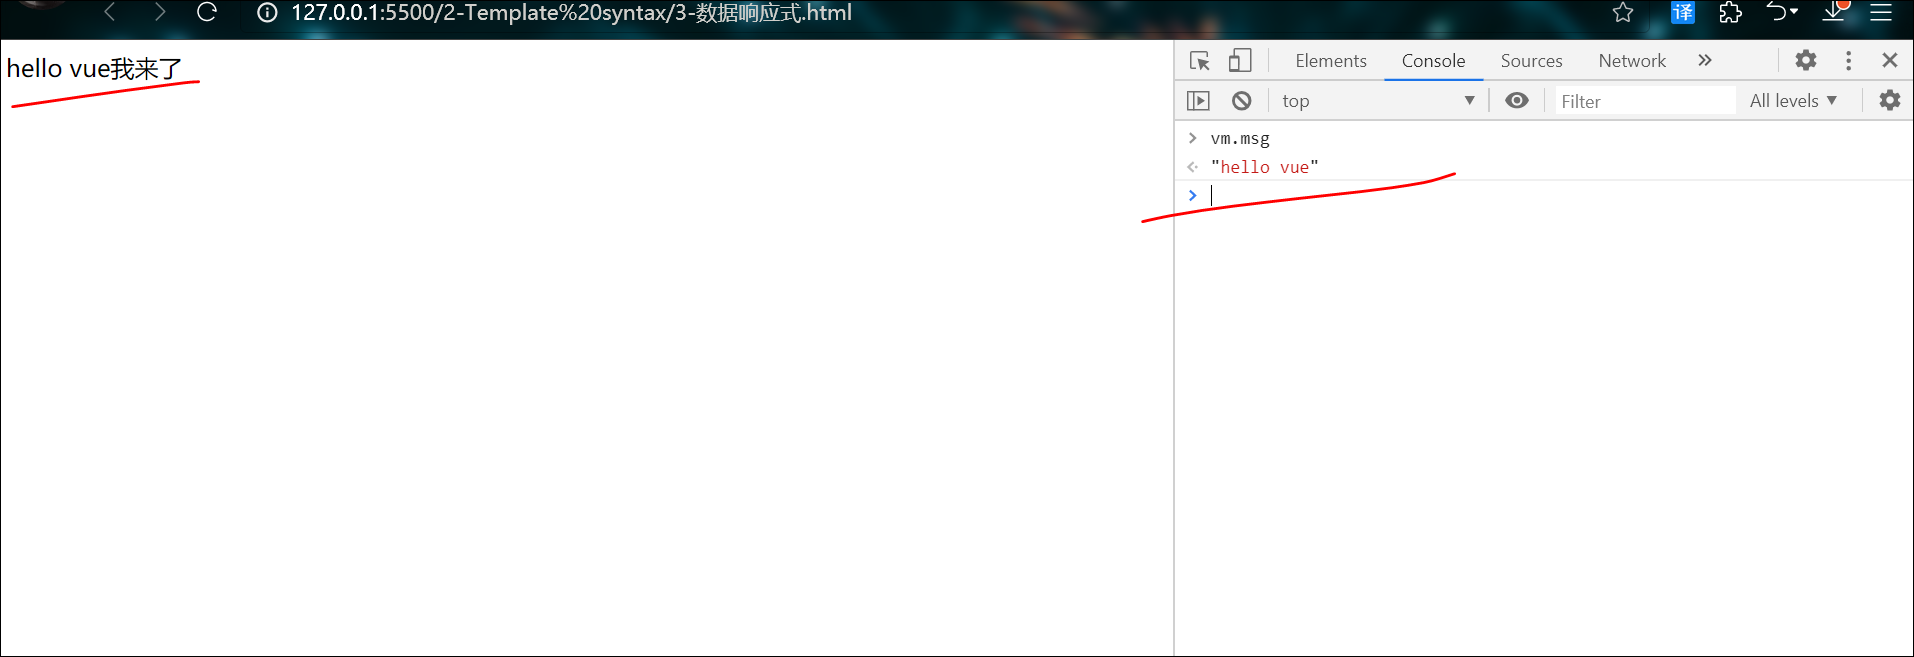 127.0.0.1:5500/2-Template%20syntax/3-数据响应式.html
译
hello vue我来了
Elements Console Sources Network »
top Filter All levels
> vm.msg
"hello vue"
>